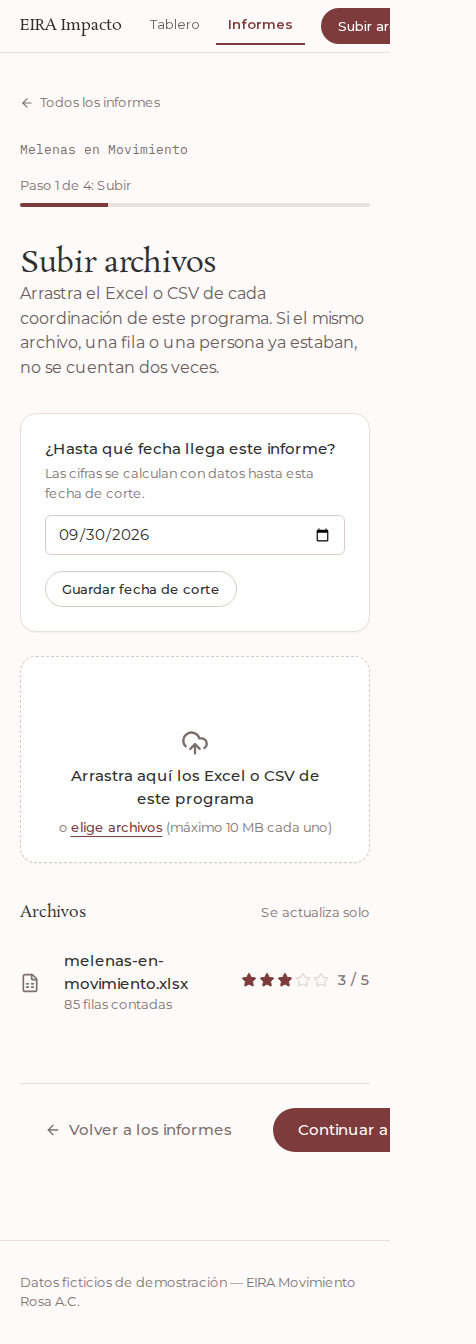 EIRA Impacto Tablero Informes Subir
← Todos los informes
Melenas en Movimiento
Paso 1 de 4: Subir
Subir archivos
Arrastra el Excel o CSV de cada
coordinación de este programa. Si el mismo
archivo, una fila o una persona ya estaban,
no se cuentan dos veces.
¿Hasta qué fecha llega este informe?
Las cifras se calculan con datos hasta esta
fecha de corte.
09/30/2026
Guardar fecha de corte
Arrastra aquí los Excel o CSV de
este programa
o elige archivos (máximo 10 MB cada uno)
Archivos Se actualiza solo
melenas-en-
movimiento.xlsx
85 filas contadas
3 / 5
← Volver a los informes Continuar a
Datos ficticios de demostración — EIRA Movimiento
Rosa A.C.